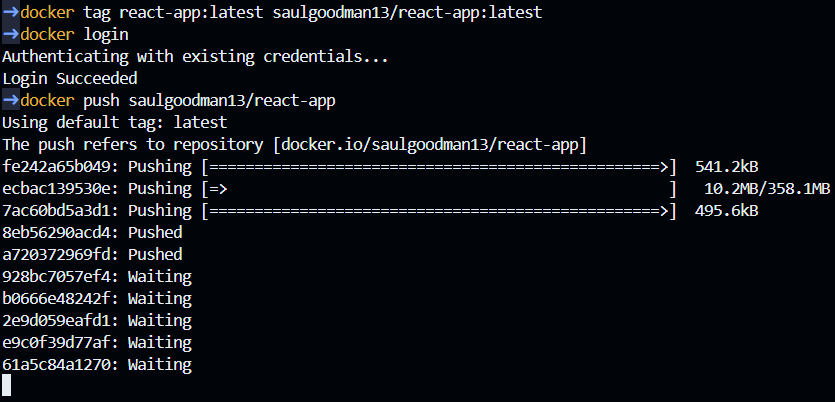 →docker tag react-app:latest saulgoodman13/react-app:latest
→docker login
Authenticating with existing credentials...
Login Succeeded
→docker push saulgoodman13/react-app
Using default tag: latest
The push refers to repository [docker.io/saulgoodman13/react-app]
fe242a65b049: Pushing [==================================================>]  541.2kB
ecbac139530e: Pushing [=>                                                 ]   10.2MB/358.1MB
7ac60bd5a3d1: Pushing [==================================================>]  495.6kB
8eb56290acd4: Pushed
a720372969fd: Pushed
928bc7057ef4: Waiting
b0666e48242f: Waiting
2e9d059eafd1: Waiting
e9c0f39d77af: Waiting
61a5c84a1270: Waiting